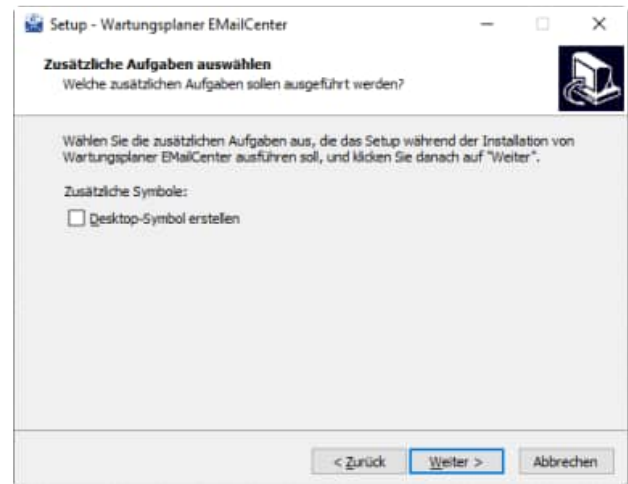 Setup - Wartungsplaner EMailCenter
Zusätzliche Aufgaben auswählen
Welche zusätzlichen Aufgaben sollen ausgeführt werden?
Wählen Sie die zusätzlichen Aufgaben aus, die das Setup während der Installation von
Wartungsplaner EMailCenter ausführen soll, und klicken Sie danach auf "Weiter".
Zusätzliche Symbole:
Desktop-Symbol erstellen
< Zurück Weiter > Abbrechen